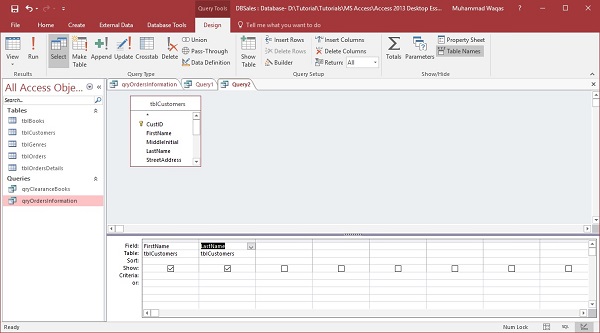 Query Tools
DBSales : Database- D:\Tutorial\Tutorials\MS Access\Access 2013 Desktop Ess...
Muhammad Waqas
File Home Create External Data Database Tools Design Tell me what you want to do
View Run Select Make Table Append Update Crosstab Delete
Union
Pass-Through
Data Definition
Show Table
Insert Rows
Delete Rows
Builder
Insert Columns
Delete Columns
Return: All
Totals Parameters
Property Sheet
Table Names
Results Query Type Query Setup Show/Hide
All Access Obje...
Search...
Tables
tblBooks
tblCustomers
tblGenres
tblOrders
tblOrdersDetails
Queries
qryClearanceBooks
qryOrdersInformation
qryOrdersInformation Query1 Query2
tblCustomers
*
CustID
FirstName
MiddleInitial
LastName
StreetAddress
Field: FirstName LastName
Table: tblCustomers tblCustomers
Sort:
Show:
Criteria:
or:
Ready Num Lock SQL